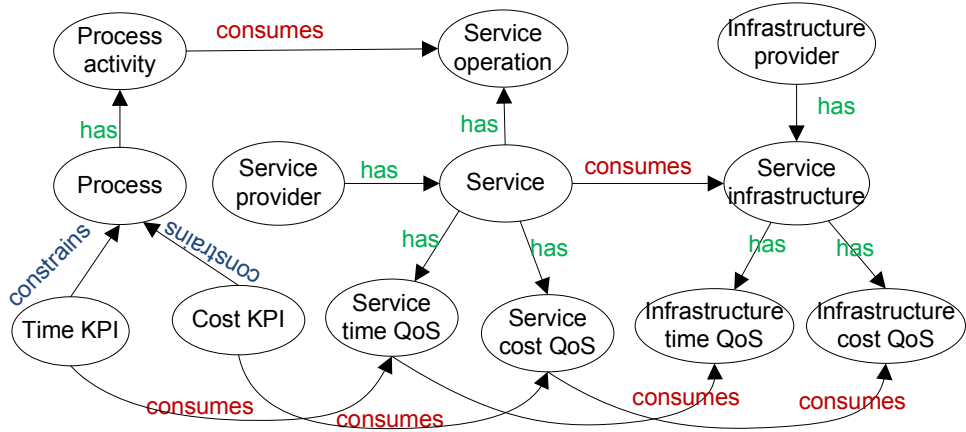 consumes
Process
activity
Service
operation
Infrastructure
provider
has
has
has
Process
Service
provider
has
Service
consumes
Service
infrastructure
constrains
constrains
has
has
has
has
Time KPI
Cost KPI
Service
time QoS
Service
cost QoS
Infrastructure
time QoS
Infrastructure
cost QoS
consumes
consumes
consumes
consumes